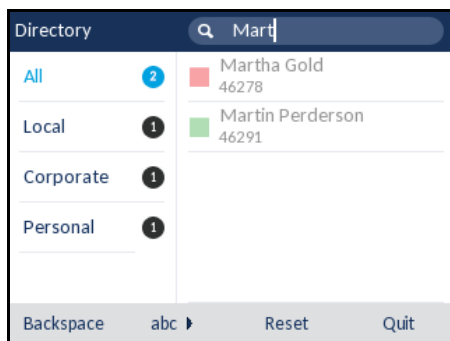 Directory
Mart
All 2
Local 1
Corporate 1
Personal 1
Martha Gold
46278
Martin Perderson
46291
Backspace abc Reset Quit